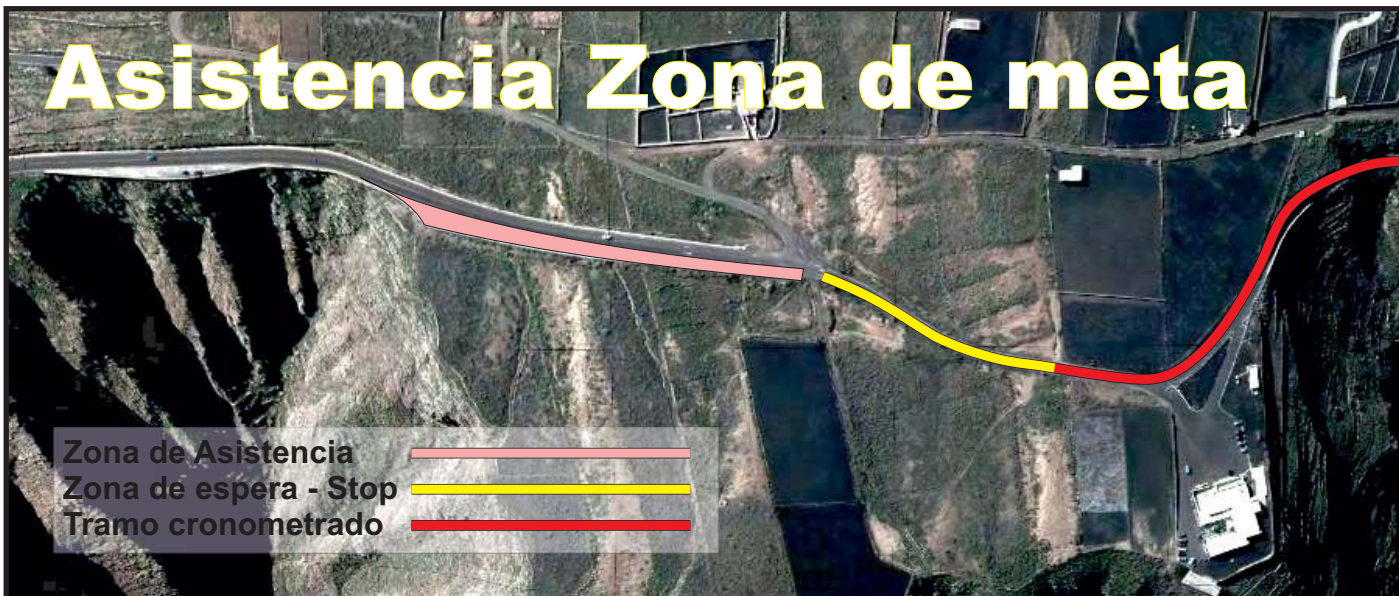 Asistencia Zona de meta
Zona de Asistencia
Zona de espera - Stop
Tramo cronometrado